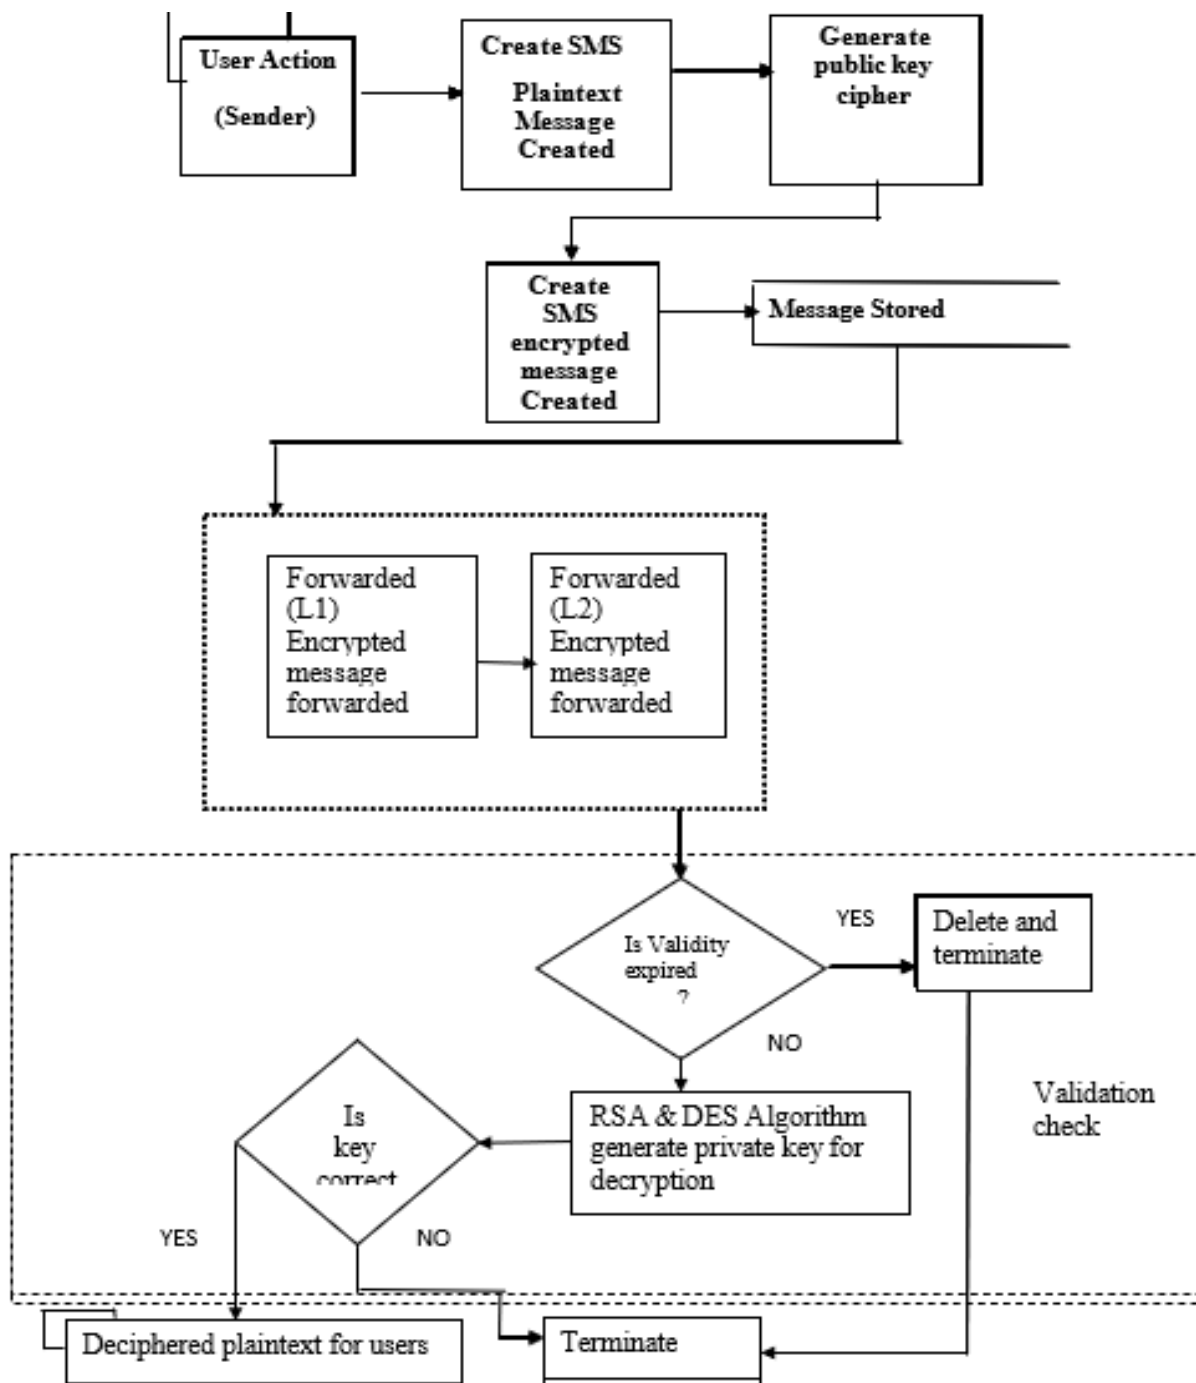 User Action
(Sender)
Create SMS
Plaintext
Message
Created
Generate
public key
cipher
Create
SMS
encrypted
message
Created
Message Stored
Forwarded
(L1)
Encrypted
message
forwarded
Forwarded
(L2)
Encrypted
message
forwarded
Is Validity
expired
?
YES
Delete and
terminate
NO
RSA & DES Algorithm
generate private key for
decryption
Validation
check
Is
key
correct
YES
NO
Deciphered plaintext for users
Terminate